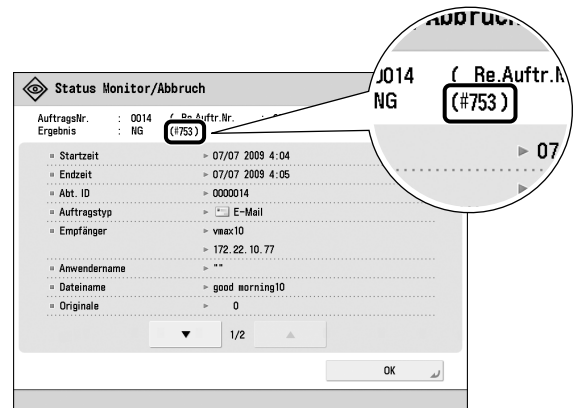 Status Monitor/Abbruch
AuftragsNr. : 0014 ( Re.Auftr.Nr. :
Ergebnis : NG (#753)
Startzeit ► 07/07 2009 4:04
Endzeit ► 07/07 2009 4:05
Abt. ID ► 0000014
Auftragstyp ► E-Mail
Empfänger ► vmax10
► 172.22.10.77
Anwendername ► ""
Dateiname ► good morning10
Originale ► 0
▼ 1/2 ▲
OK
0014 ( Re.Auftr.N
NG (#753)
► 07